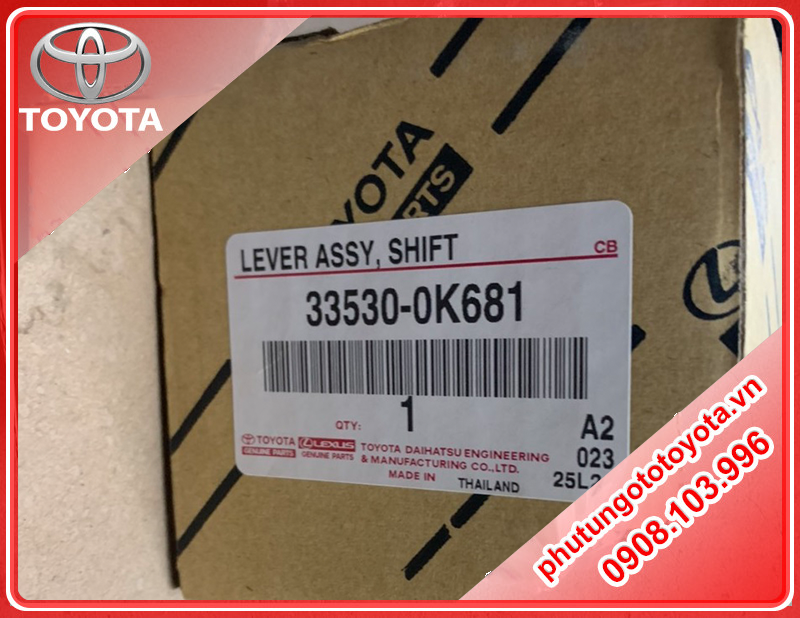 TOYOTA
TOYOTA
PARTS
LEVER ASSY, SHIFT
CB
33530-0K681
QTY:
1
A2
TOYOTA
GENUINE PARTS
LEXUS
GENUINE PARTS
TOYOTA DAIHATSU ENGINEERING
& MANUFACTURING CO.,LTD.
023
MADE IN THAILAND
phutungototoyota.vn
0908.103.996